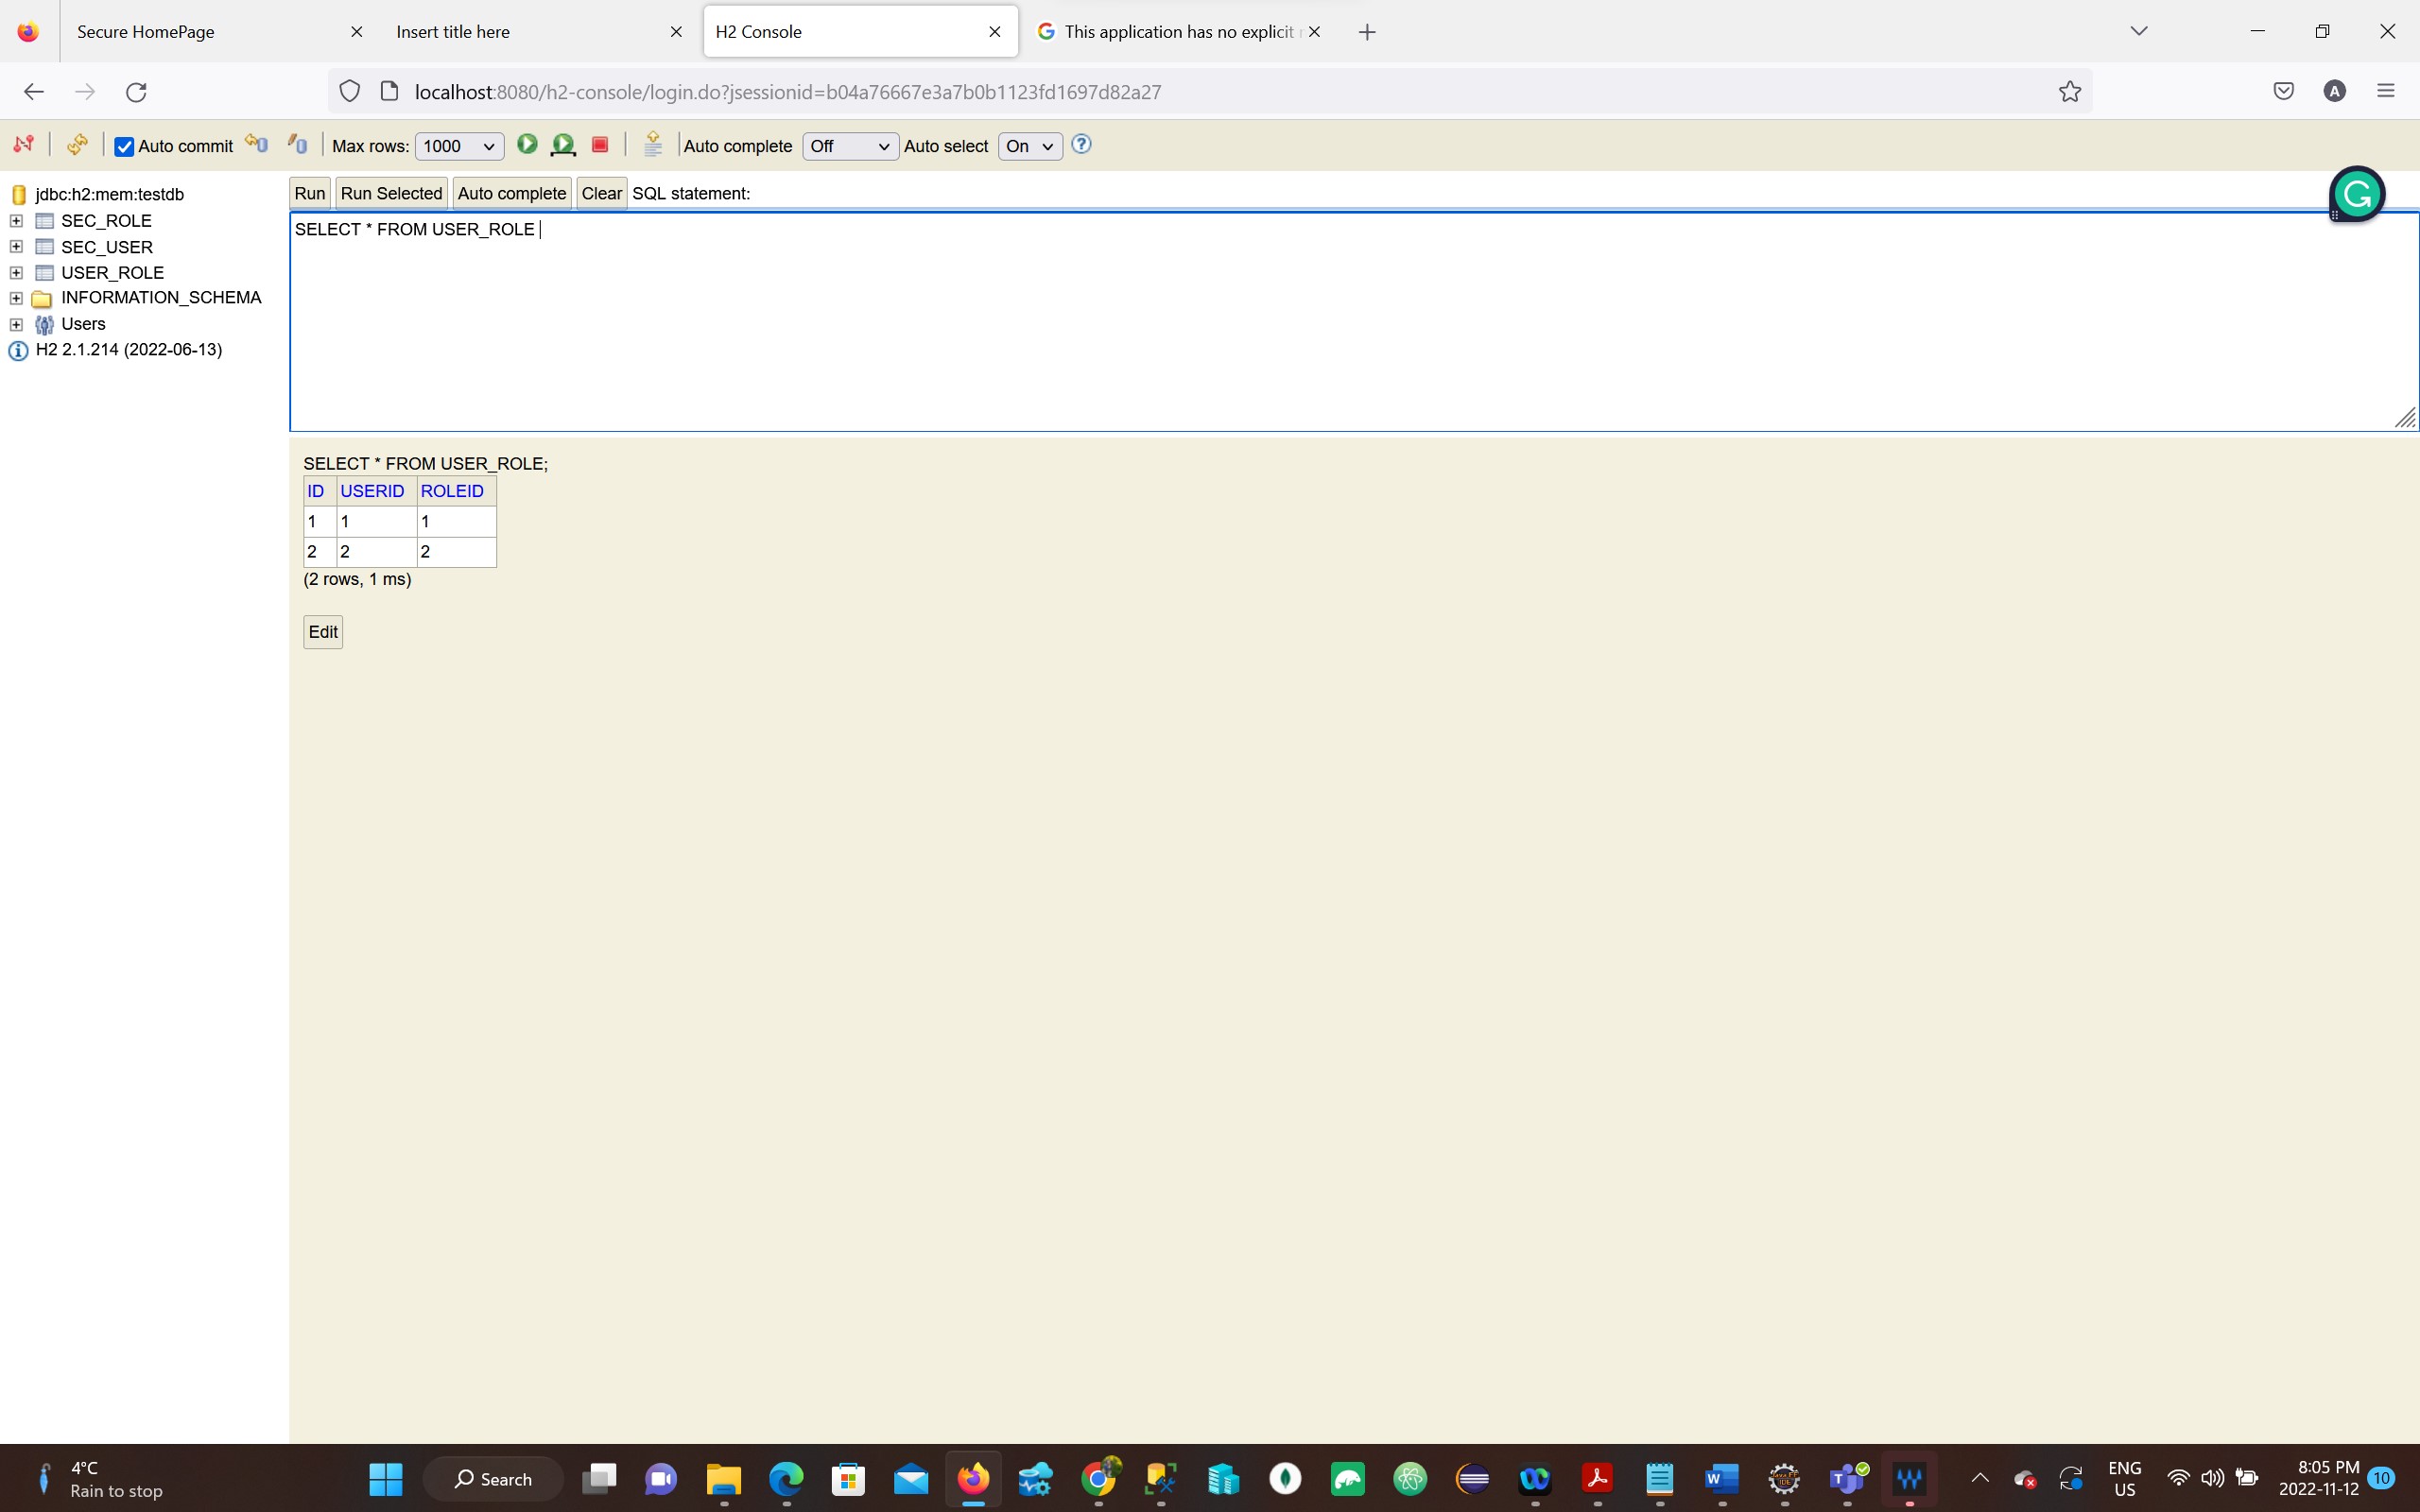 Secure HomePage
Insert title here
H2 Console
This application has no explicit
localhost:8080/h2-console/login.do?jsessionid=b04a76667e3a7b0b1123fd1697d82a27
A
Auto commit
Max rows: 1000
Auto complete Off
Auto select On
jdbc:h2:mem:testdb
SEC_ROLE
SEC_USER
USER_ROLE
INFORMATION_SCHEMA
Users
H2 2.1.214 (2022-06-13)
Run Run Selected Auto complete Clear SQL statement:
SELECT * FROM USER_ROLE
SELECT * FROM USER_ROLE;
ID USERID ROLEID
1 1 1
2 2 2
(2 rows, 1 ms)
Edit
4°C
Rain to stop
Search
ENG
US
8:05 PM
2022-11-12
10